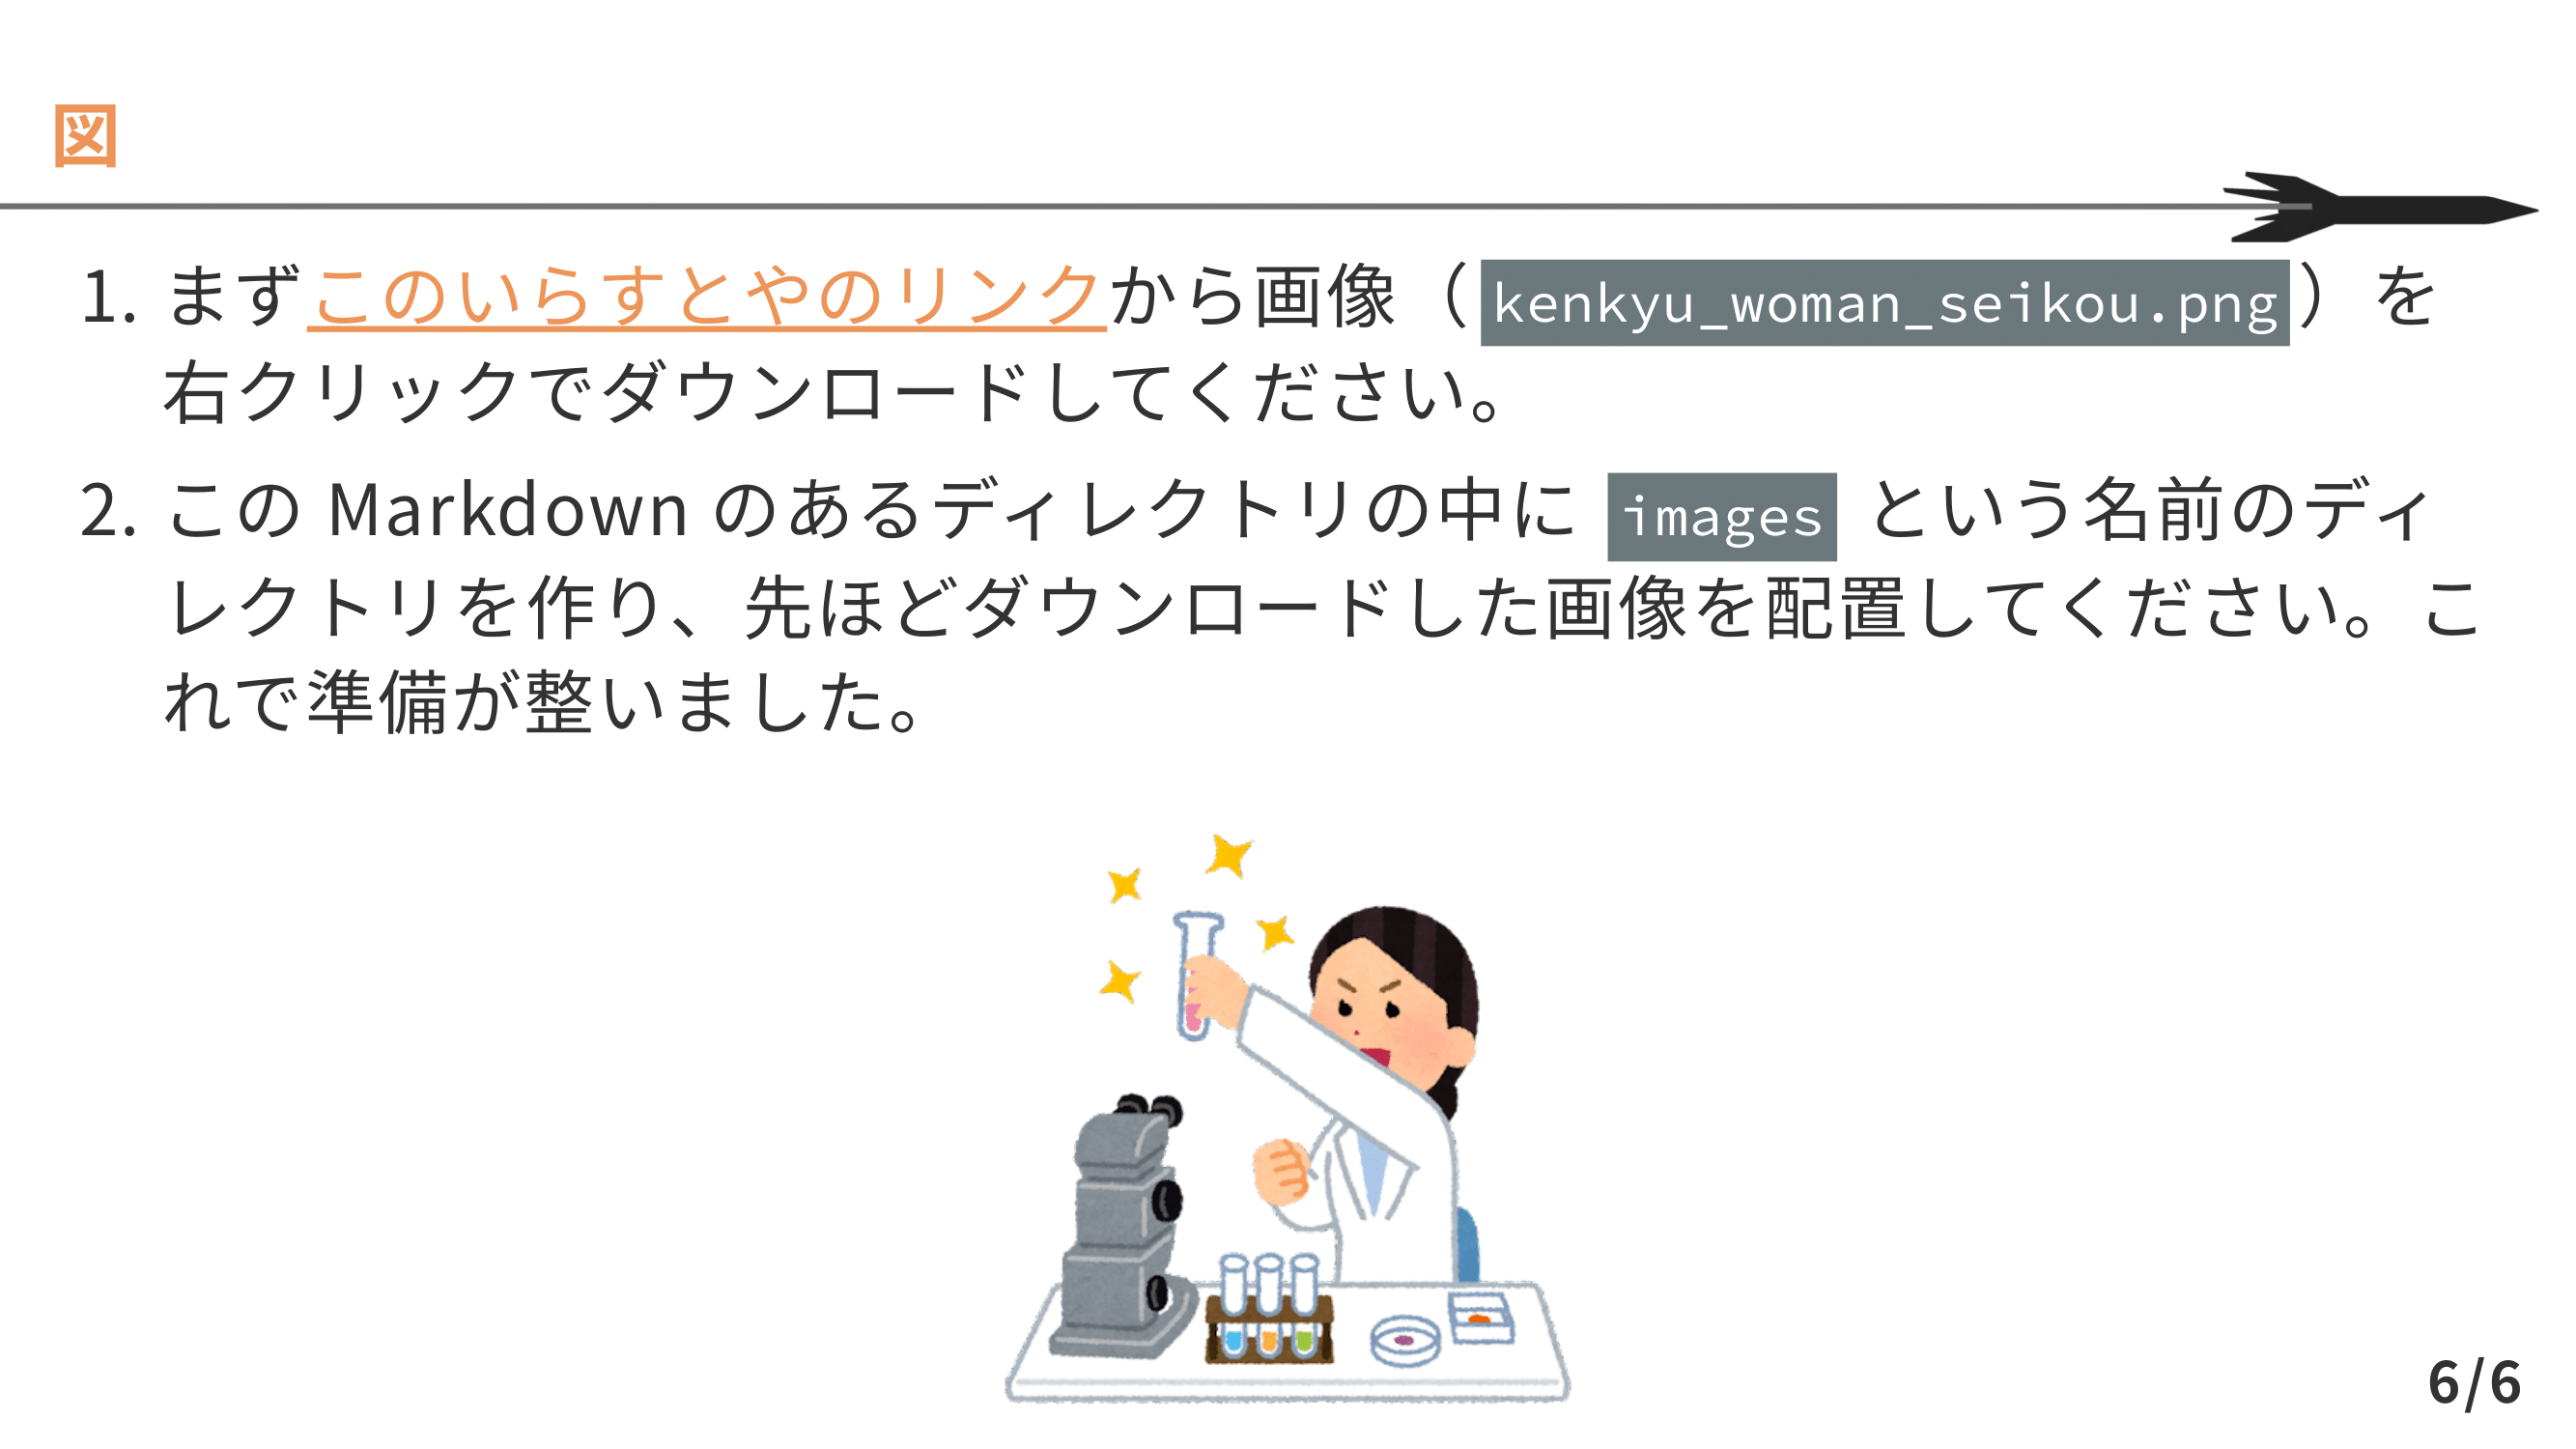 図
1. まずこのいらすとやのリンクから画像（kenkyu_woman_seikou.png）を
右クリックでダウンロードしてください。
2. この Markdown のあるディレクトリの中に images という名前のディ
レクトリを作り、先ほどダウンロードした画像を配置してください。こ
れで準備が整いました。
6/6